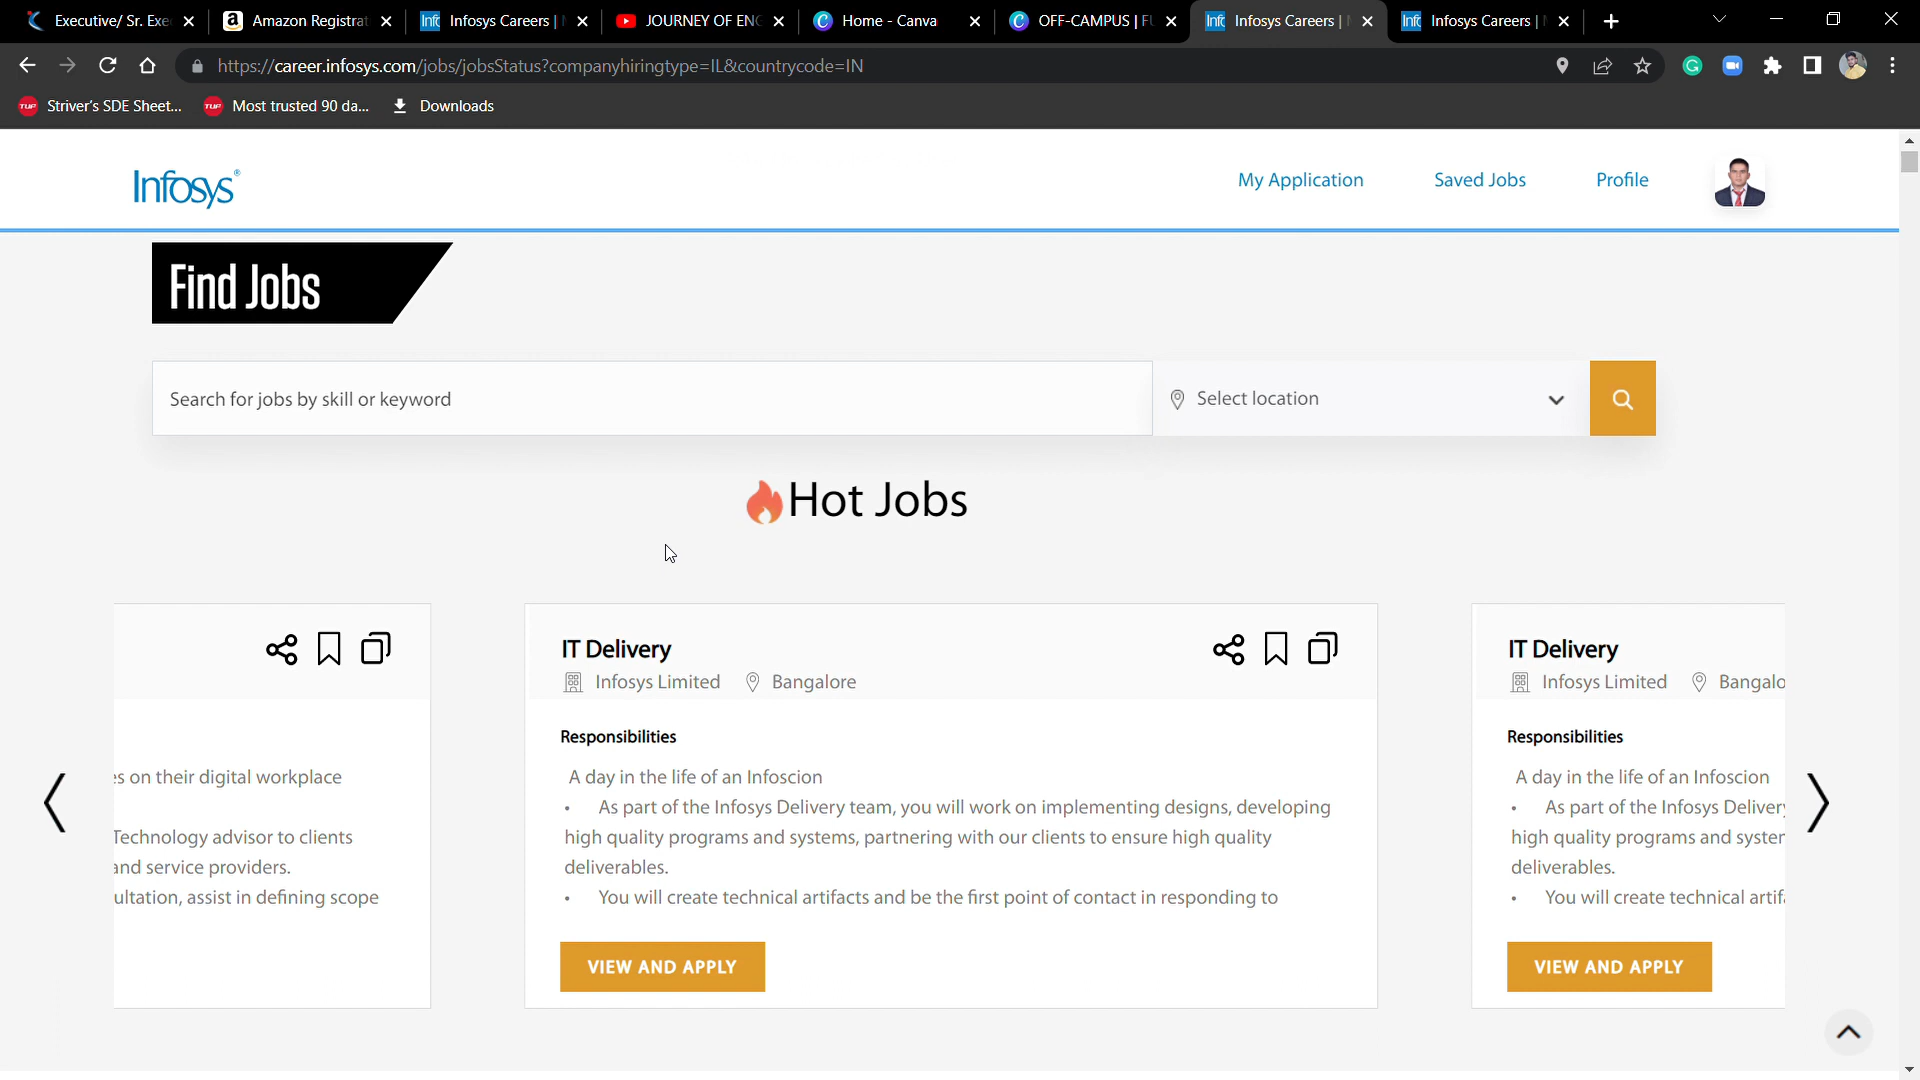 Executive/ Sr. Exe
Amazon Registrat
Infosys Careers |
JOURNEY OF ENG
Home - Canva
OFF-CAMPUS | FU
Infosys Careers |
Infosys Careers |
https://career.infosys.com/jobs/jobsStatus?companyhiringtype=IL&countrycode=IN
Striver's SDE Sheet...
Most trusted 90 da...
Downloads
Infosys®
My Application
Saved Jobs
Profile
Find Jobs
Search for jobs by skill or keyword
Select location
Hot Jobs
es on their digital workplace
Technology advisor to clients
and service providers.
ultation, assist in defining scope
IT Delivery
Infosys Limited Bangalore
Responsibilities
A day in the life of an Infoscion
• As part of the Infosys Delivery team, you will work on implementing designs, developing
high quality programs and systems, partnering with our clients to ensure high quality
deliverables.
• You will create technical artifacts and be the first point of contact in responding to
VIEW AND APPLY
IT Delivery
Infosys Limited Bangalo
Responsibilities
A day in the life of an Infoscion
• As part of the Infosys Delivery
high quality programs and system
deliverables.
• You will create technical artifa
VIEW AND APPLY